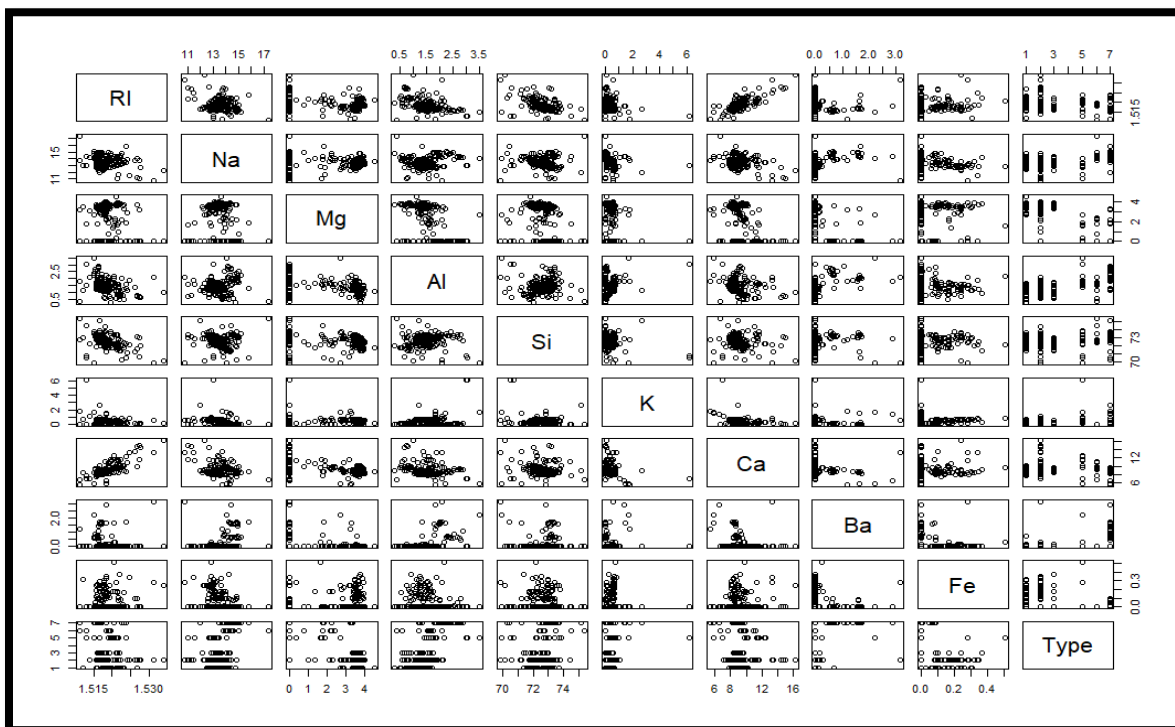 11 13 15 17
0.5 1.5 2.5 3.5
0 2 4 6
0.0 1.0 2.0 3.0
1 3 5 7
RI
1.515
11 15
Na
Mg
0 2 4
0.5 2.5
Al
Si
70 73
0 2 4 6
K
Ca
6 12
0.0 2.0
Ba
Fe
0.0 0.3
1 3 5 7
Type
1.515 1.530
0 1 2 3 4
70 72 74
6 8 12 16
0.0 0.2 0.4